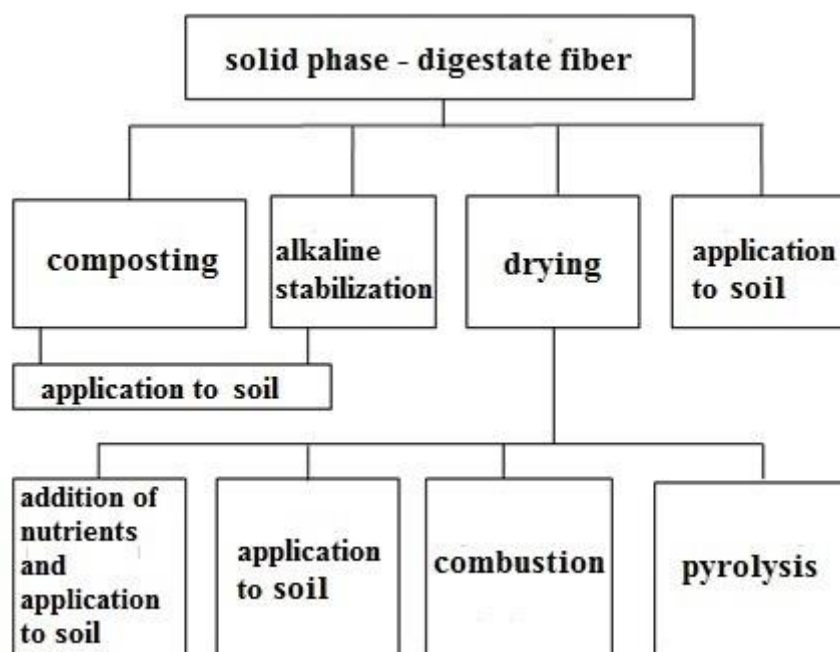 solid phase - digestate fiber
composting
alkaline
stabilization
drying
application
to soil
application to soil
addition of
nutrients
and
application
to soil
application
to soil
combustion
pyrolysis